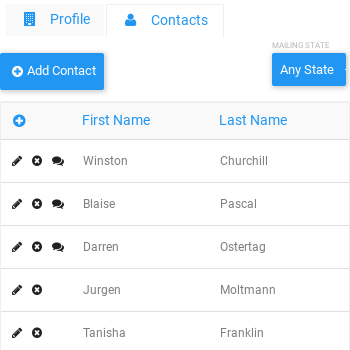 Profile
Contacts
MAILING STATE
Add Contact
Any State
First Name Last Name
Winston Churchill
Blaise Pascal
Darren Ostertag
Jurgen Moltmann
Tanisha Franklin